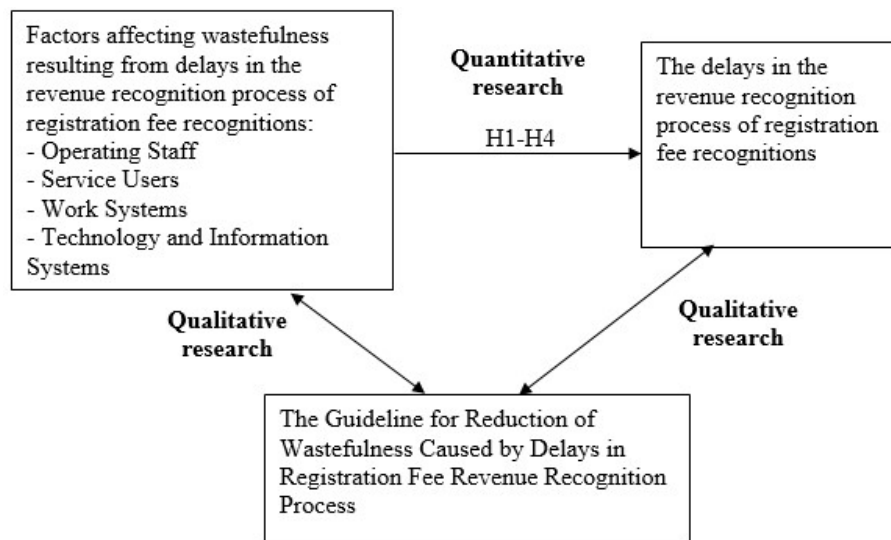 Factors affecting wastefulness
resulting from delays in the
revenue recognition process of
registration fee recognitions:
- Operating Staff
- Service Users
- Work Systems
- Technology and Information
Systems
Quantitative
research
H1-H4
The delays in the
revenue recognition
process of registration
fee recognitions
Qualitative
research
Qualitative
research
The Guideline for Reduction of
Wastefulness Caused by Delays in
Registration Fee Revenue Recognition
Process